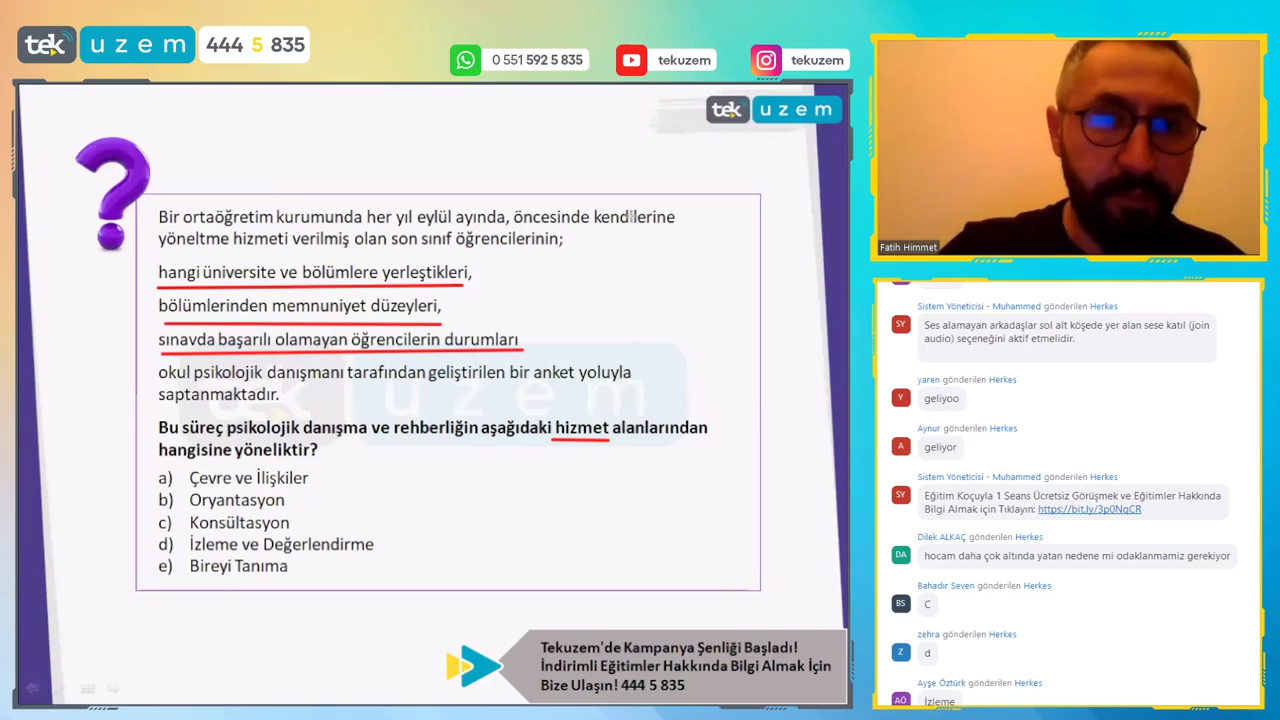 tek uzem 444 5 835
0 551 592 5 835
tekuzem
tekuzem
tek uzem
Bir ortaöğretim kurumunda her yıl eylül ayında, öncesinde kendilerine
yöneltme hizmeti verilmiş olan son sınıf öğrencilerinin;
hangi üniversite ve bölümlere yerleştikleri,
bölümlerinden memnuniyet düzeyleri,
sınavda başarılı olamayan öğrencilerin durumları
okul psikolojik danışmanı tarafından geliştirilen bir anket yoluyla
saptanmaktadır.
Bu süreç psikolojik danışma ve rehberliğin aşağıdaki hizmet alanlarından
hangisine yöneliktir?
a) Çevre ve İlişkiler
b) Oryantasyon
c) Konsültasyon
d) İzleme ve Değerlendirme
e) Bireyi Tanıma
tek uzem
Tekuzem'de Kampanya Şenliği Başladı!
İndirimli Eğitimler Hakkında Bilgi Almak İçin
Bize Ulaşın! 444 5 835
Fatih Himmet
Sistem Yöneticisi - Muhammed gönderilen Herkes
SY
Ses alamayan arkadaşlar sol alt köşede yer alan sese katıl (join
audio) seçeneğini aktif etmelidir.
yaren gönderilen Herkes
Y geliyoo
Aynur gönderilen Herkes
A geliyor
Sistem Yöneticisi - Muhammed gönderilen Herkes
SY
Eğitim Koçuyla 1 Seans Ücretsiz Görüşmek ve Eğitimler Hakkında
Bilgi Almak için Tıklayın: https://bit.ly/3p0NqCR
Dilek ALKAÇ gönderilen Herkes
DA hocam daha çok altında yatan nedene mi odaklanmamız gerekiyor
Bahadır Seven gönderilen Herkes
BS C
zehra gönderilen Herkes
Z d
Ayşe Öztürk gönderilen Herkes
AÖ İzleme